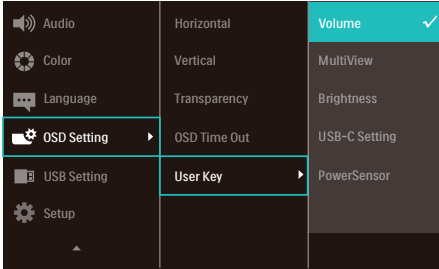 Audio
Color
Language
OSD Setting
USB Setting
Setup
Horizontal
Vertical
Transparency
OSD Time Out
User Key
Volume
MultiView
Brightness
USB-C Setting
PowerSensor